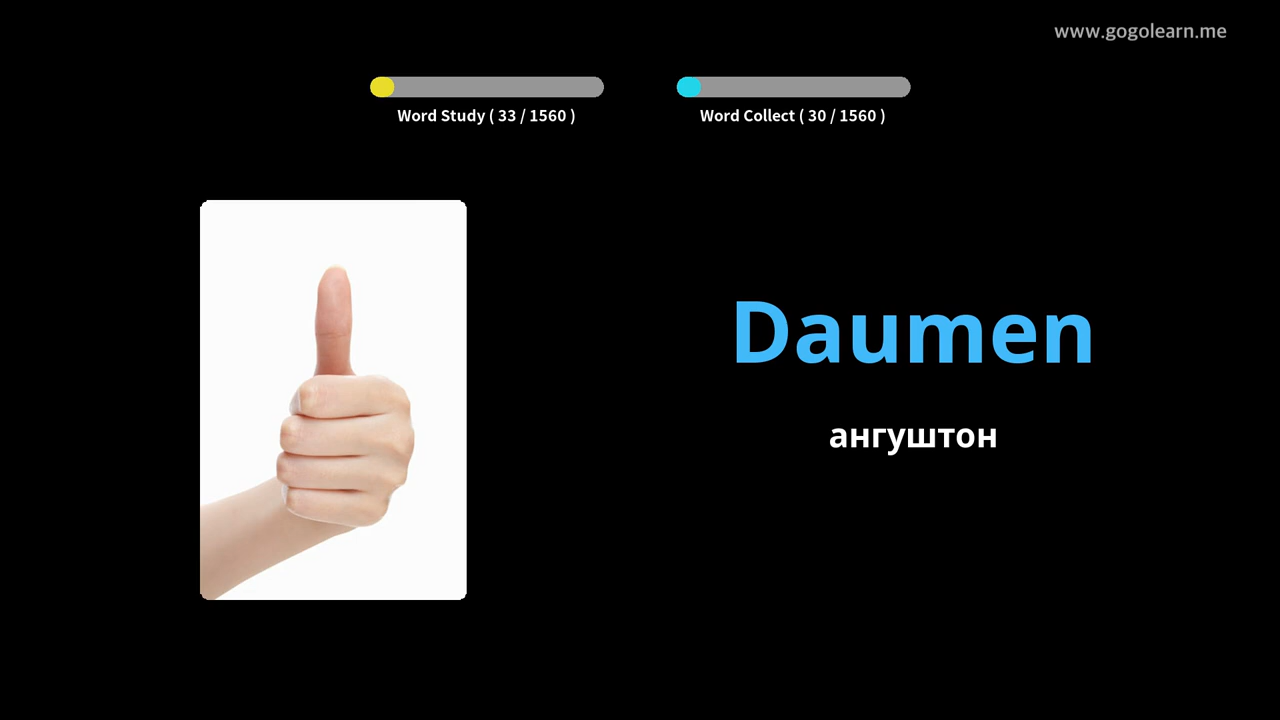 www.gogolearn.me
Word Study ( 33 / 1560 )
Word Collect ( 30 / 1560 )
Daumen
ангуштон